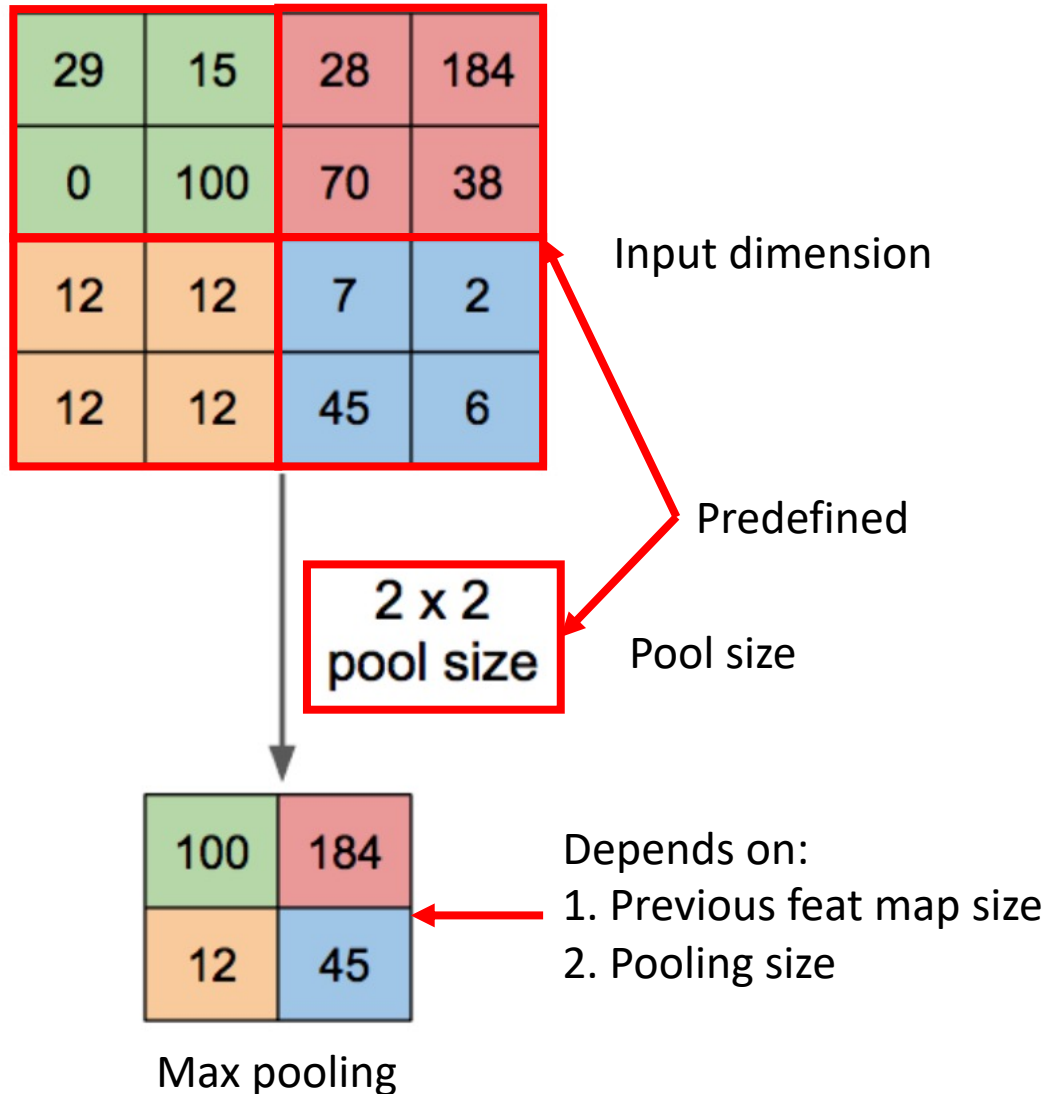 29 15 28 184
0 100 70 38
12 12 7 2
12 12 45 6
Input dimension
Predefined
2 x 2
pool size
Pool size
100 184
12 45
Depends on:
1. Previous feat map size
2. Pooling size
Max pooling